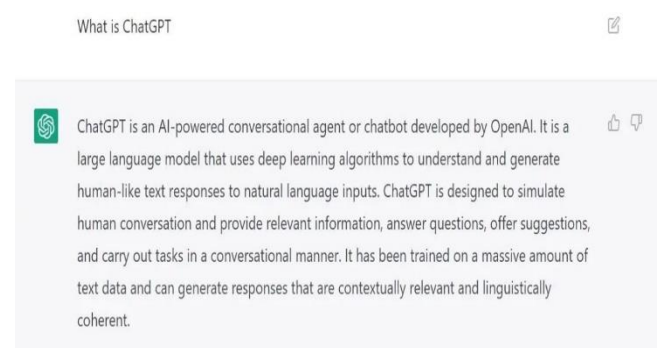 What is ChatGPT
ChatGPT is an AI-powered conversational agent or chatbot developed by OpenAI. It is a
large language model that uses deep learning algorithms to understand and generate
human-like text responses to natural language inputs. ChatGPT is designed to simulate
human conversation and provide relevant information, answer questions, offer suggestions,
and carry out tasks in a conversational manner. It has been trained on a massive amount of
text data and can generate responses that are contextually relevant and linguistically
coherent.